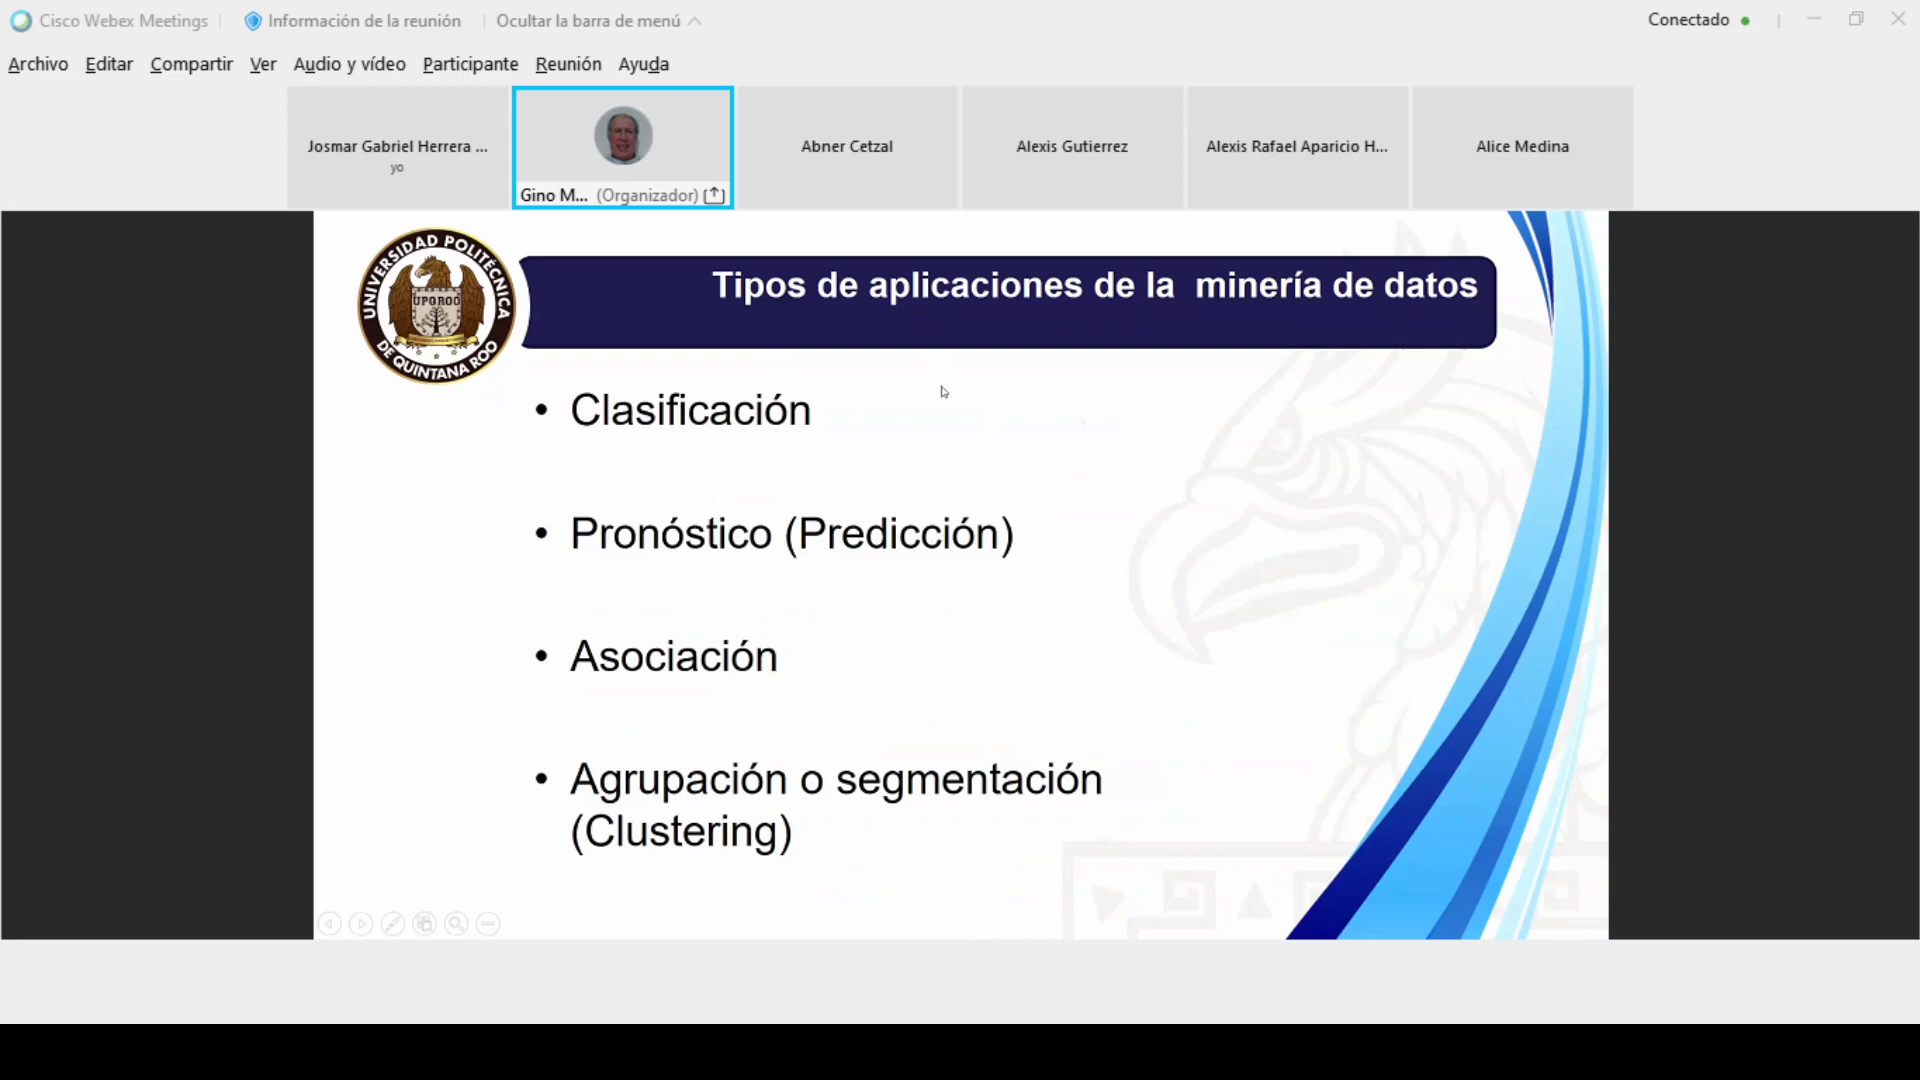 Cisco Webex Meetings
Información de la reunión
Ocultar la barra de menú
Conectado
Archivo Editar Compartir Ver Audio y vídeo Participante Reunión Ayuda
Josmar Gabriel Herrera ...
yo
Gino M... (Organizador)
Abner Cetzal
Alexis Gutierrez
Alexis Rafael Aparicio H...
Alice Medina
UNIVERSIDAD POLITÉCNICA
UPQROO
DE QUINTANA ROO
Tipos de aplicaciones de la minería de datos
• Clasificación
• Pronóstico (Predicción)
• Asociación
• Agrupación o segmentación
(Clustering)